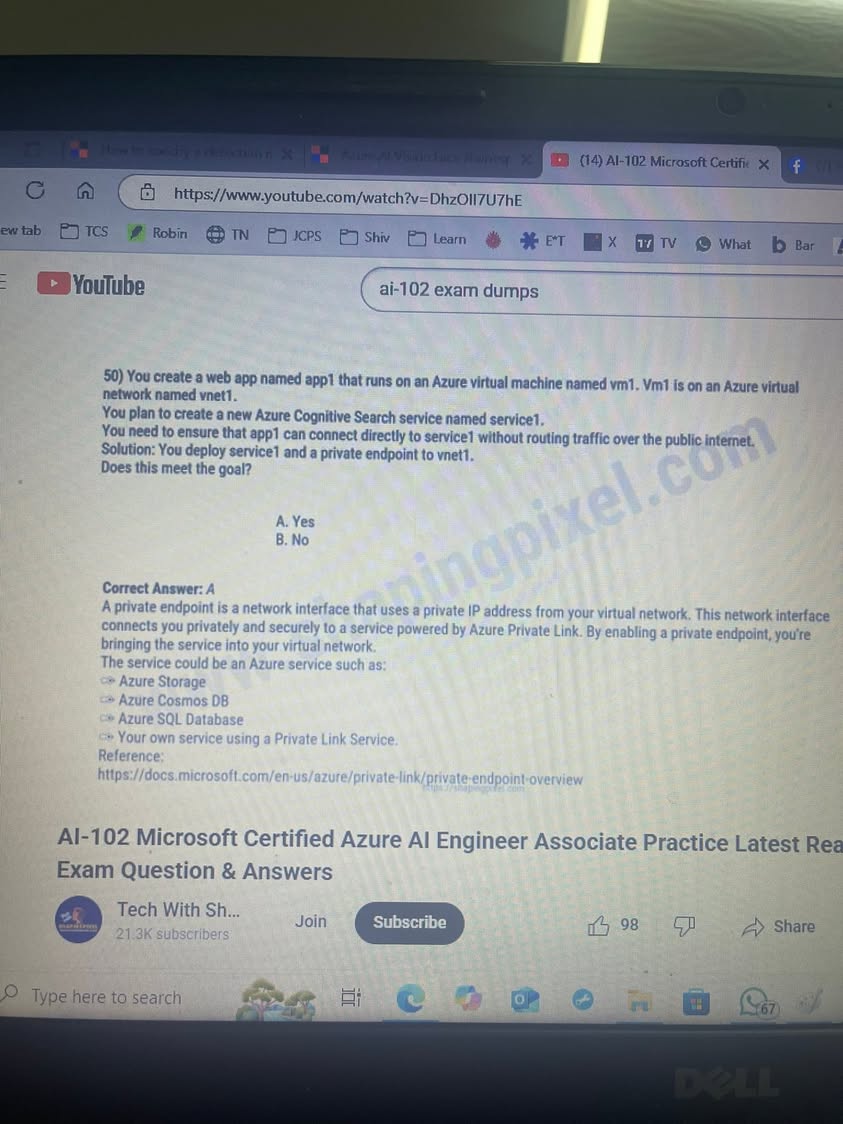 (14) AI-102 Microsoft Certifi
https://www.youtube.com/watch?v=DhzOII7U7hE
ew tab TCS Robin TN JCPS Shiv Learn E*T X 17 TV What Bar
YouTube
ai-102 exam dumps
50) You create a web app named app1 that runs on an Azure virtual machine named vm1. Vm1 is on an Azure virtual
network named vnet1.
You plan to create a new Azure Cognitive Search service named service1.
You need to ensure that app1 can connect directly to service1 without routing traffic over the public internet.
Solution: You deploy service1 and a private endpoint to vnet1.
Does this meet the goal?
A. Yes
B. No
Correct Answer: A
A private endpoint is a network interface that uses a private IP address from your virtual network. This network interface
connects you privately and securely to a service powered by Azure Private Link. By enabling a private endpoint, you're
bringing the service into your virtual network.
The service could be an Azure service such as:
Azure Storage
Azure Cosmos DB
Azure SQL Database
Your own service using a Private Link Service.
Reference:
https://docs.microsoft.com/en-us/azure/private-link/private-endpoint-overview
https://shapingpixel.com
AI-102 Microsoft Certified Azure AI Engineer Associate Practice Latest Rea
Exam Question & Answers
Tech With Sh...
21.3K subscribers
Join
Subscribe
98
Share
Type here to search
67
DELL